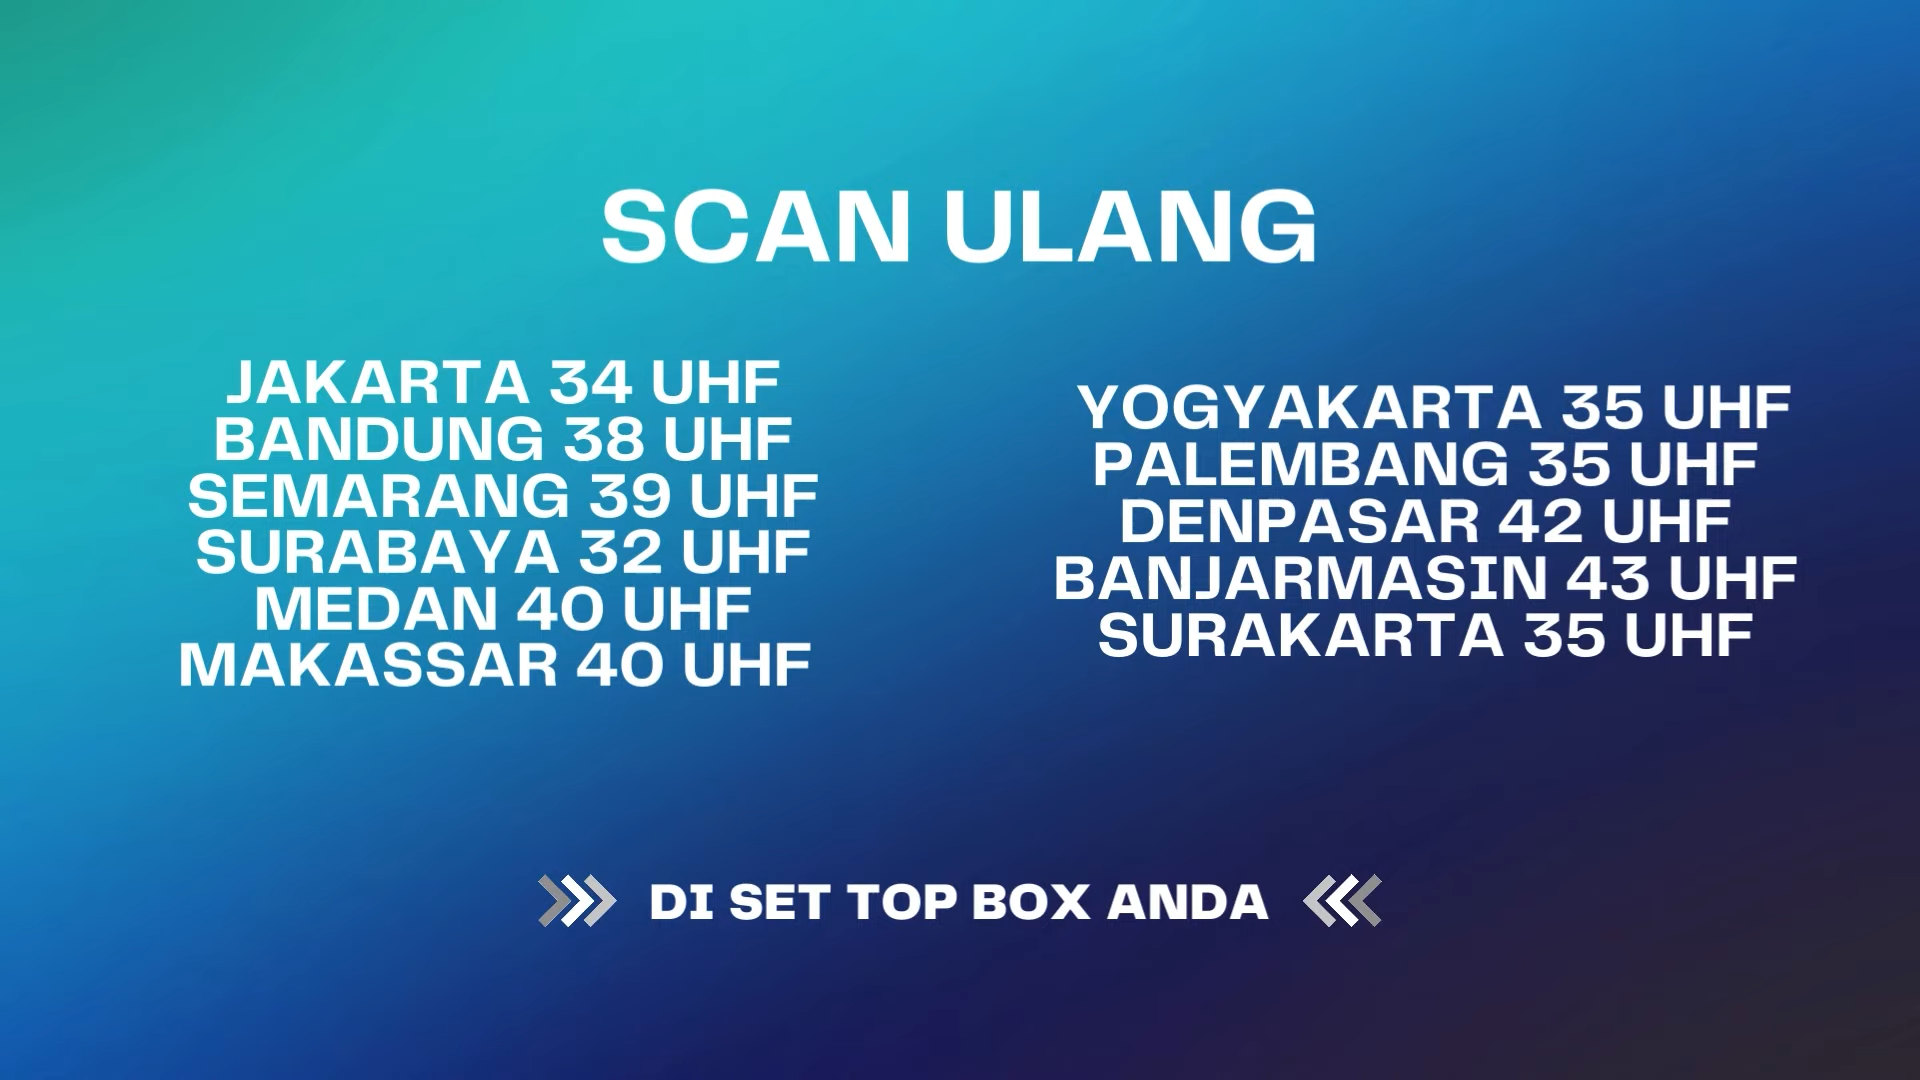 SCAN ULANG
JAKARTA 34 UHF
BANDUNG 38 UHF
SEMARANG 39 UHF
SURABAYA 32 UHF
MEDAN 40 UHF
MAKASSAR 40 UHF
YOGYAKARTA 35 UHF
PALEMBANG 35 UHF
DENPASAR 42 UHF
BANJARMASIN 43 UHF
SURAKARTA 35 UHF
DI SET TOP BOX ANDA